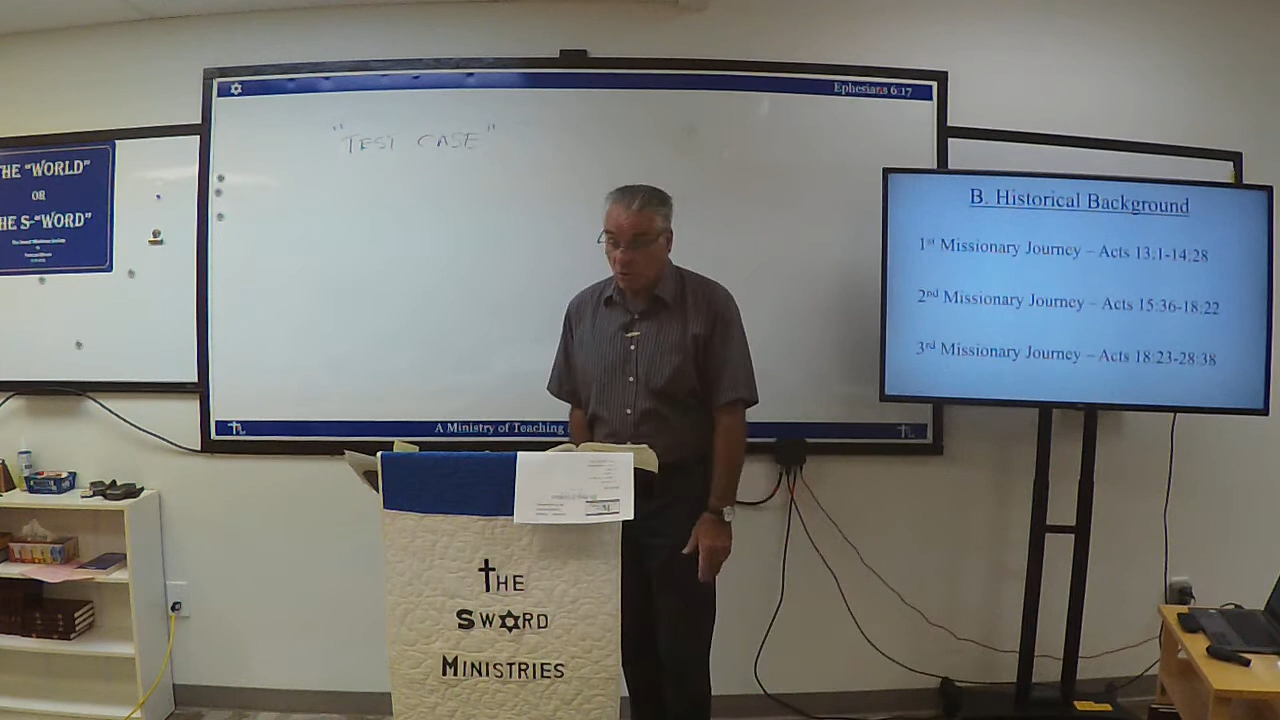 THE "WORLD"
OR
THE S-"WORD"
Ephesians 6:17
"TEST CASE"
A Ministry of Teaching
B. Historical Background
1st Missionary Journey – Acts 13:1-14:28
2nd Missionary Journey – Acts 15:36-18:22
3rd Missionary Journey – Acts 18:23-28:38
THE
SWORD
MINISTRIES